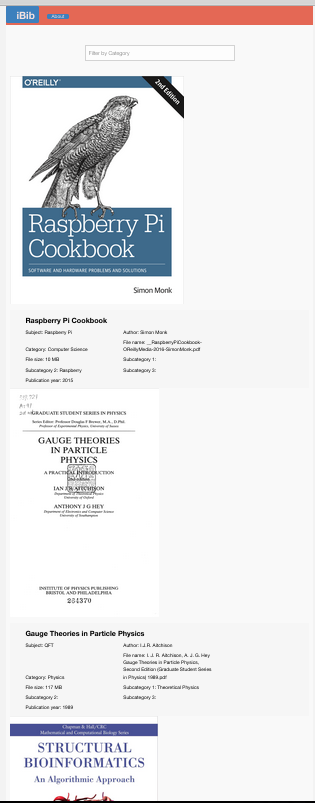 iBib
About
Filter by Category
O'REILLY®
2nd Edition
Raspberry Pi
Cookbook
SOFTWARE AND HARDWARE PROBLEMS AND SOLUTIONS
Simon Monk
Raspberry Pi Cookbook
Subject: Raspberry Pi
Author: Simon Monk
Category: Computer Science
File name: __RaspberryPiCookbook-
OReillyMedia-2016-SimonMonk.pdf
File size: 10 MB
Subcategory 1:
Subcategory 2: Raspberry
Subcategory 3:
Publication year: 2015
GRADUATE STUDENT SERIES IN PHYSICS
Series Editor: Professor Douglas F Brewer, M.A., D.Phil.
Professor of Experimental Physics, University of Sussex
GAUGE THEORIES
IN PARTICLE
PHYSICS
A PRACTICAL INTRODUCTION
IAN J R AITCHISON
Department of Theoretical Physics
University of Oxford
ANTHONY J G HEY
Department of Electronics and Computer Science
University of Southampton
INSTITUTE OF PHYSICS PUBLISHING
BRISTOL AND PHILADELPHIA
Gauge Theories in Particle Physics
Subject: QFT
Author: I.J.R. Aitchison
File name: I. J. R. Aitchison, A. J. G. Hey
Gauge Theories in Particle Physics,
Second Edition (Graduate Student Series
Category: Physics
in Physics) 1989.pdf
File size: 117 MB
Subcategory 1: Theoretical Physics
Subcategory 2:
Subcategory 3:
Publication year: 1989
Chapman & Hall/CRC
Mathematical and Computational Biology Series
STRUCTURAL
BIOINFORMATICS
An Algorithmic Approach